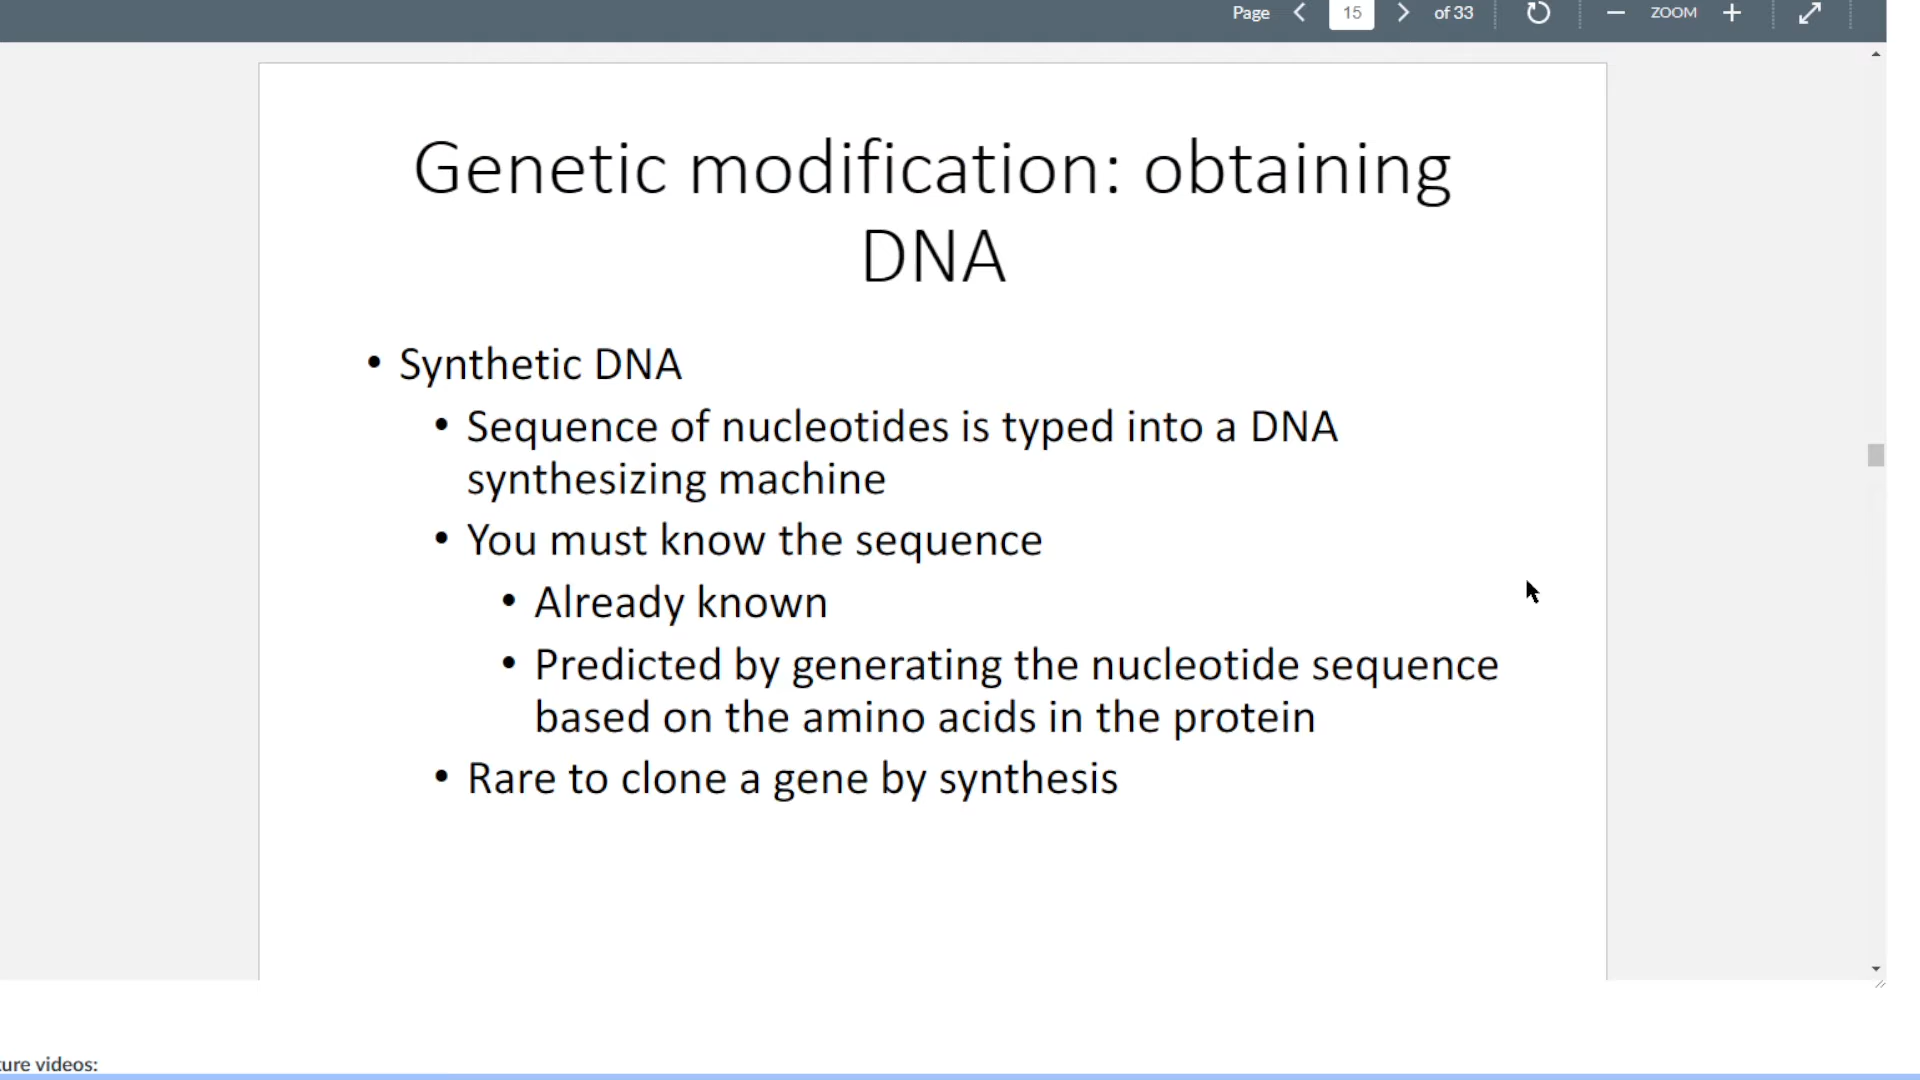 Page 15 of 33 ZOOM
Genetic modification: obtaining
DNA
• Synthetic DNA
• Sequence of nucleotides is typed into a DNA
synthesizing machine
• You must know the sequence
• Already known
• Predicted by generating the nucleotide sequence
based on the amino acids in the protein
• Rare to clone a gene by synthesis
ture videos: